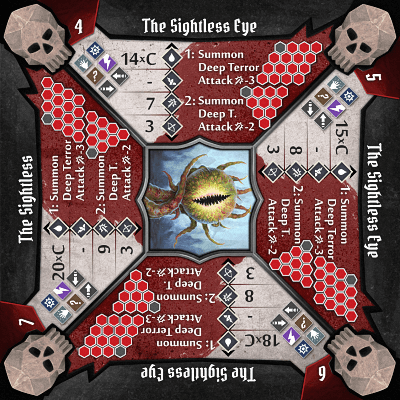 4
The Sightless Eye
14×C
-
7
3
1: Summon
Deep Terror
Attack -3
2: Summon
Deep T.
Attack -2
5
The Sightless Eye
15×C
-
8
3
1: Summon
Deep Terror
Attack -3
2: Summon
Deep T.
Attack -2
6
The Sightless Eye
18×C
-
8
3
1: Summon
Deep Terror
Attack -3
2: Summon
Deep T.
Attack -2
7
The Sightless
20×C
-
9
3
1: Summon
Deep Terror
Attack -3
2: Summon
Deep T.
Attack -2